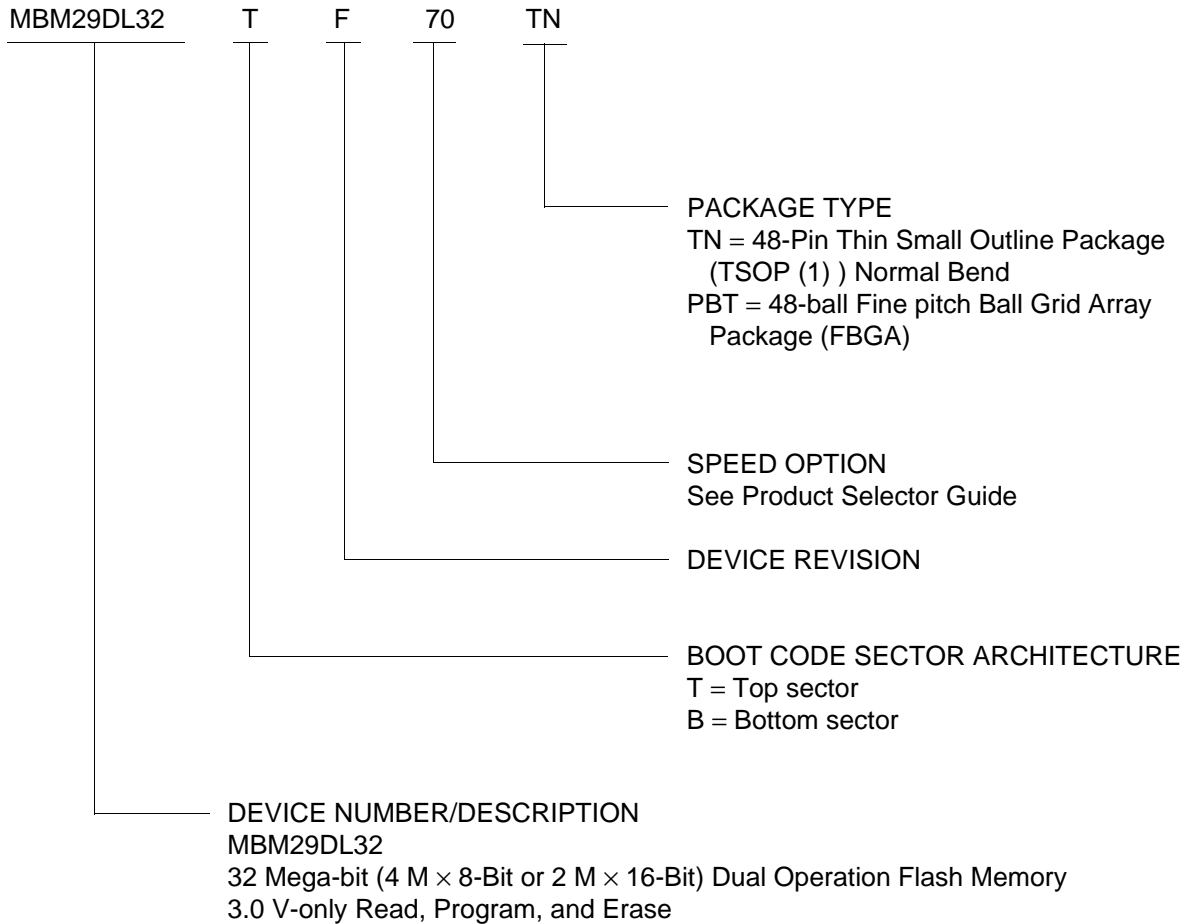 MBM29DL32 T F 70 TN
PACKAGE TYPE
TN = 48-Pin Thin Small Outline Package
(TSOP (1) ) Normal Bend
PBT = 48-ball Fine pitch Ball Grid Array
Package (FBGA)
SPEED OPTION
See Product Selector Guide
DEVICE REVISION
BOOT CODE SECTOR ARCHITECTURE
T = Top sector
B = Bottom sector
DEVICE NUMBER/DESCRIPTION
MBM29DL32
32 Mega-bit (4 M × 8-Bit or 2 M × 16-Bit) Dual Operation Flash Memory
3.0 V-only Read, Program, and Erase